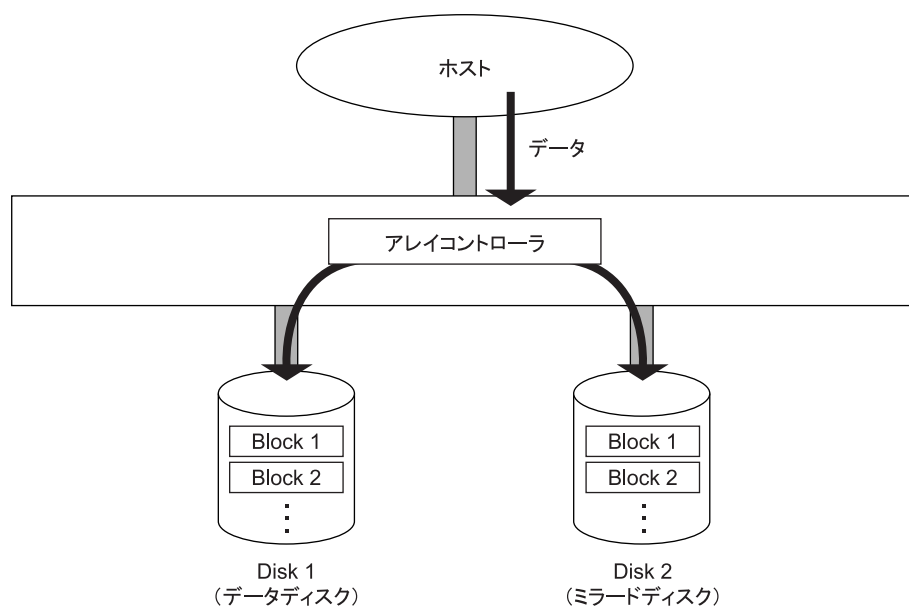 ホスト
データ
アレイコントローラ
Block 1
Block 2
Block 1
Block 2
Disk 1
(データディスク)
Disk 2
(ミラードディスク)